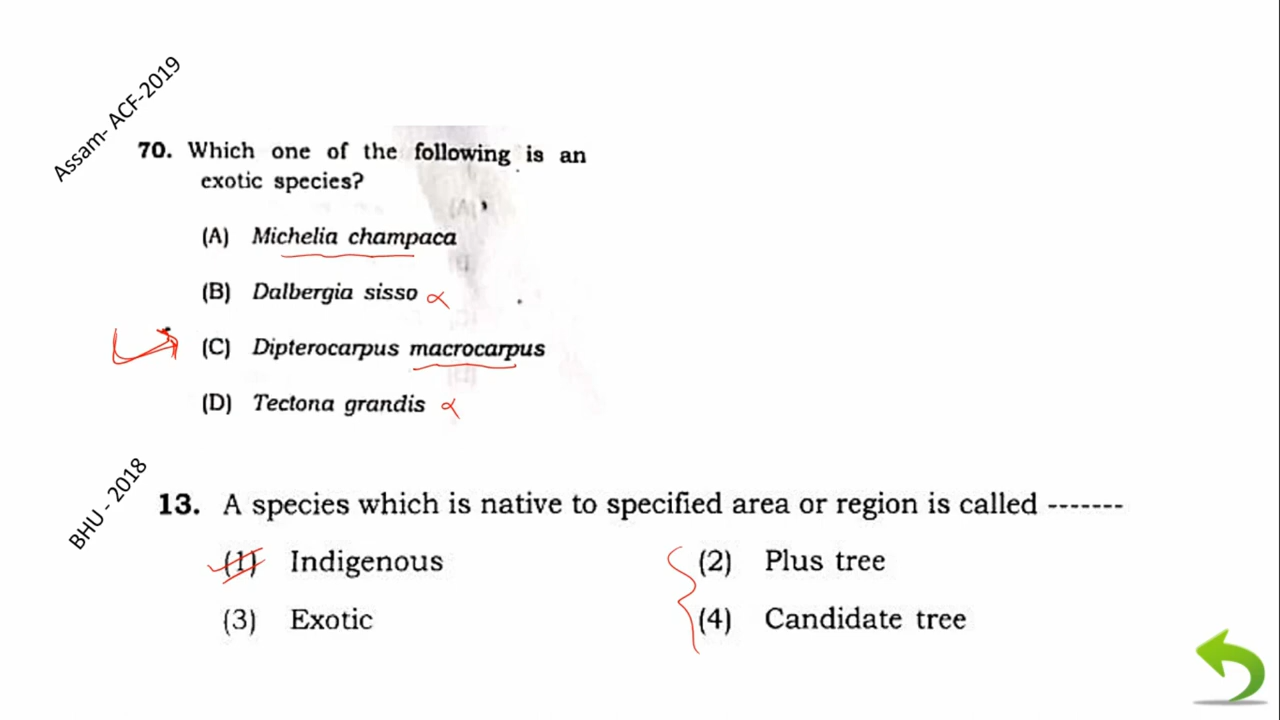 Assam- ACF-2019
70. Which one of the following is an
exotic species?
(A) Michelia champaca
(B) Dalbergia sisso
(C) Dipterocarpus macrocarpus
(D) Tectona grandis
BHU - 2018
13. A species which is native to specified area or region is called -------
(1) Indigenous (2) Plus tree
(3) Exotic (4) Candidate tree